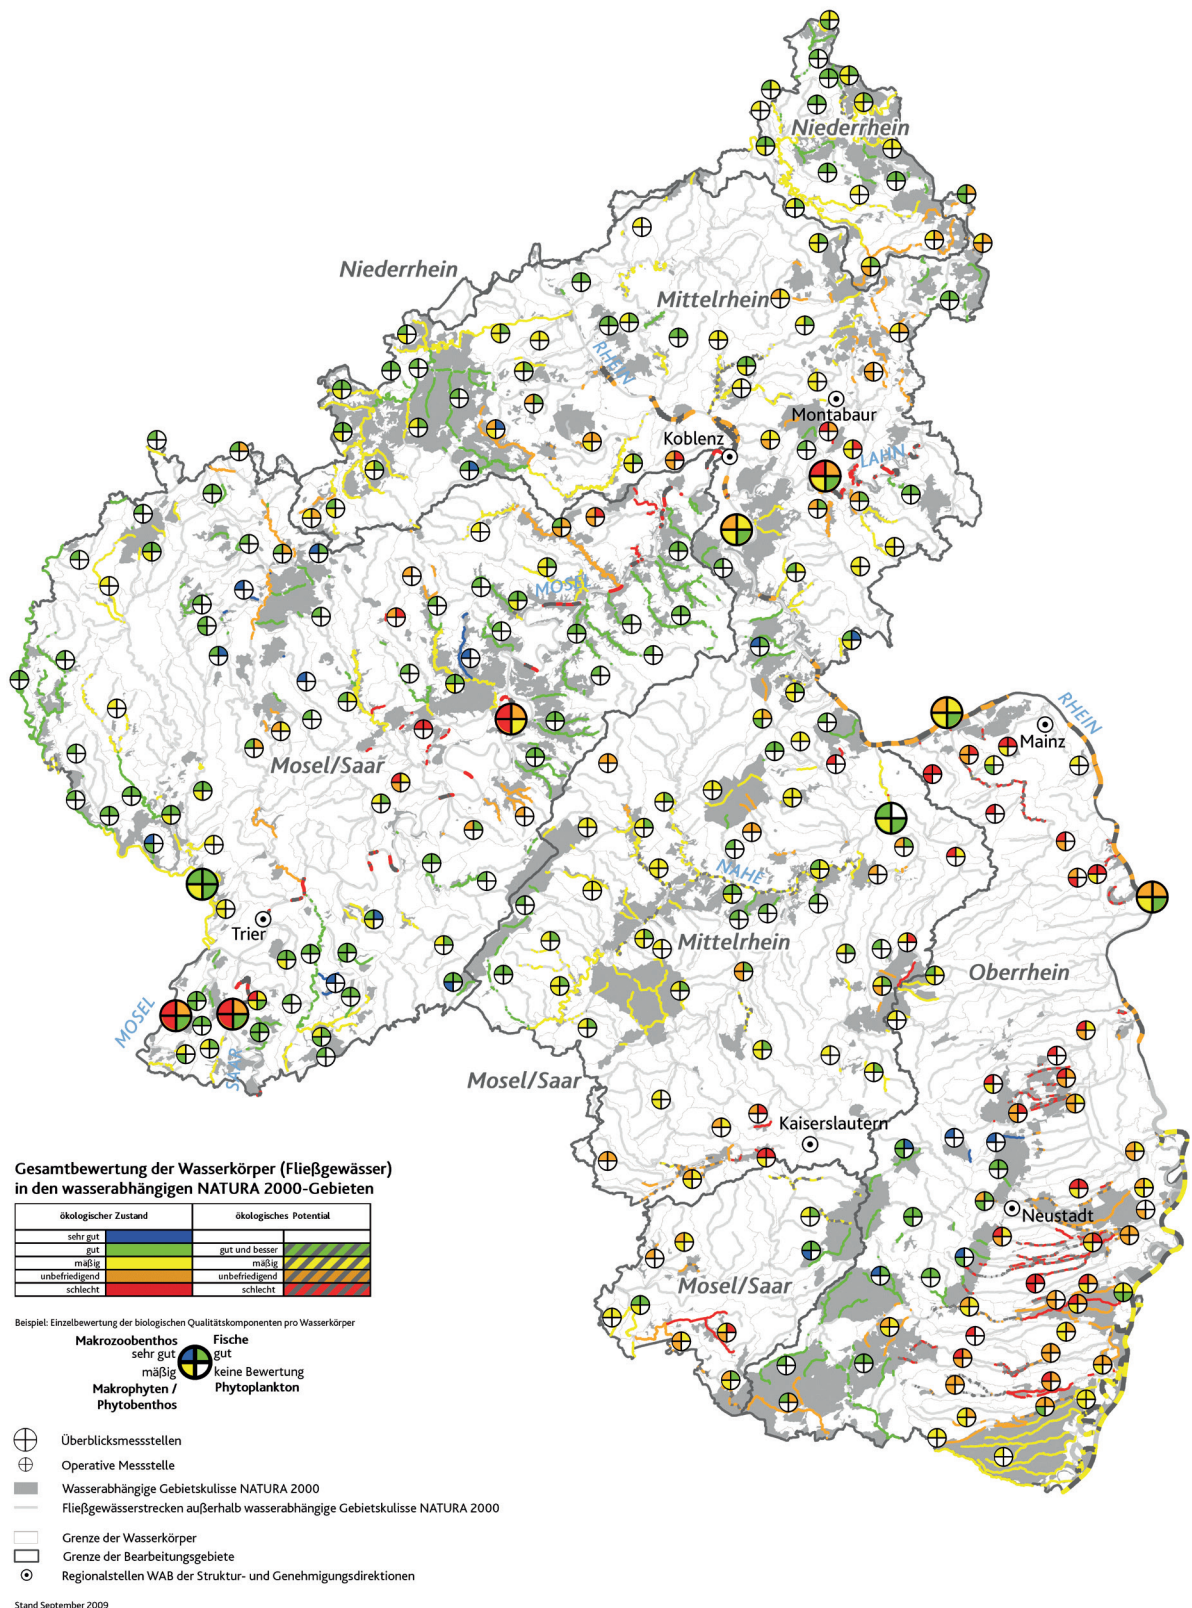 Niederrhein
Niederrhein
Mittelrhein
RHEIN
Montabaur
Koblenz
LAHN
MOSEL
RHEIN
Mainz
Mosel/Saar
NAHE
Trier
Mittelrhein
Oberrhein
MOSEL
SAAR
Mosel/Saar
Kaiserslautern
Neustadt
Mosel/Saar
Gesamtbewertung der Wasserkörper (Fließgewässer)
in den wasserabhängigen NATURA 2000-Gebieten
ökologischer Zustand ökologisches Potential
sehr gut
gut gut und besser
mäßig mäßig
unbefriedigend unbefriedigend
schlecht schlecht
Beispiel: Einzelbewertung der biologischen Qualitätskomponenten pro Wasserkörper
Makrozoobenthos Fische
sehr gut gut
mäßig keine Bewertung
Makrophyten / Phytoplankton
Phytobenthos
Überblicksmessstellen
Operative Messstelle
Wasserabhängige Gebietskulisse NATURA 2000
Fließgewässerstrecken außerhalb wasserabhängige Gebietskulisse NATURA 2000
Grenze der Wasserkörper
Grenze der Bearbeitungsgebiete
Regionalstellen WAB der Struktur- und Genehmigungsdirektionen
Stand September 2009